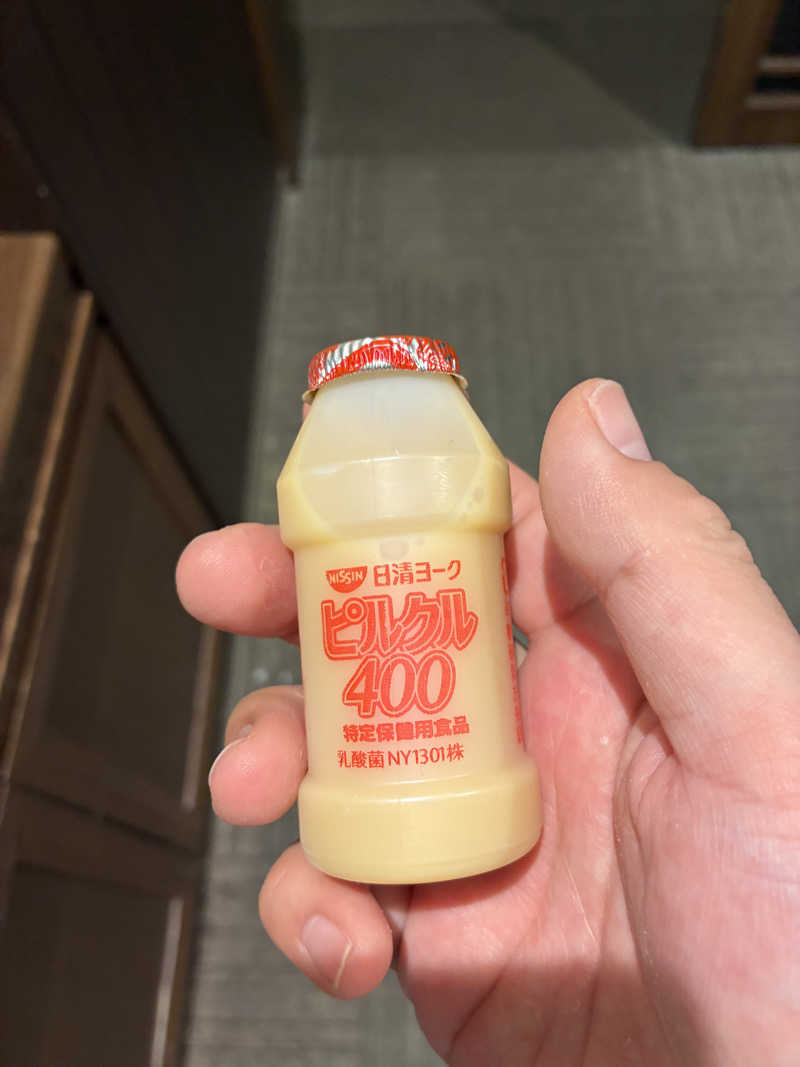 NISSIN 日清ヨーク
ピルクル
400
特定保健用食品
乳酸菌NY1301株